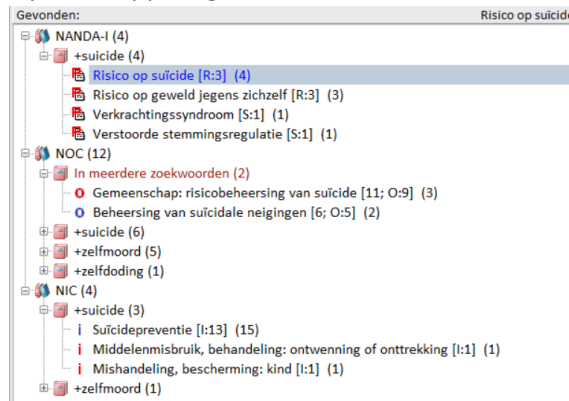 Gevonden: Risico op suïcide
NANDA-I (4)
+suicide (4)
Risico op suïcide [R:3] (4)
Risico op geweld jegens zichzelf [R:3] (3)
Verkrachtingssyndroom [S:1] (1)
Verstoorde stemmingsregulatie [S:1] (1)
NOC (12)
In meerdere zoekwoorden (2)
O Gemeenschap: risicobeheersing van suïcide [11; O:9] (3)
O Beheersing van suïcidale neigingen [6; O:5] (2)
+suicide (6)
+zelfmoord (5)
+zelfdoding (1)
NIC (4)
+suicide (3)
i Suïcidepreventie [I:13] (15)
i Middelenmisbruik, behandeling: ontwenning of onttrekking [I:1] (1)
i Mishandeling, bescherming: kind [I:1] (1)
+zelfmoord (1)